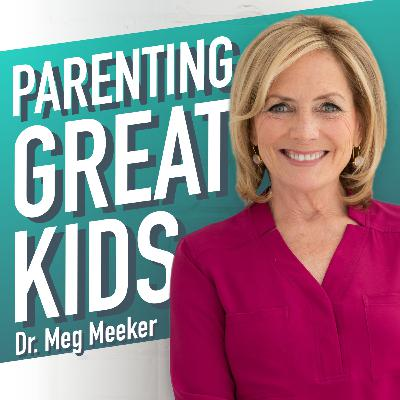 PARENTING
GREAT
KIDS
Dr. Meg Meeker